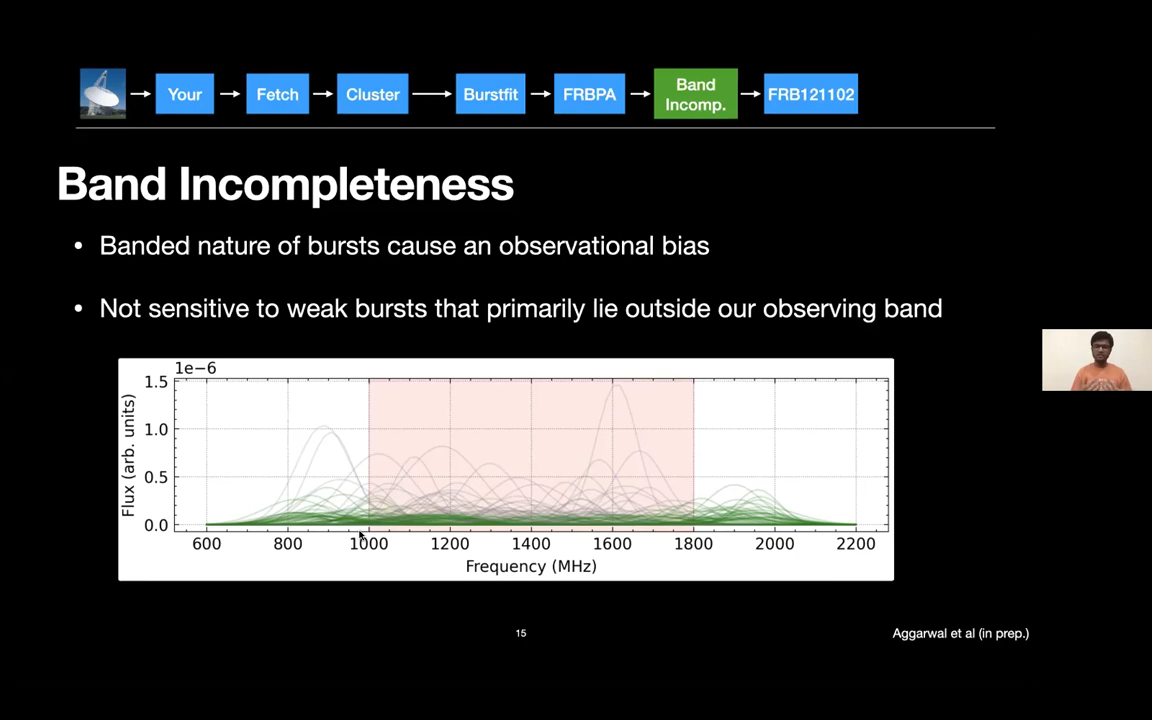 Your
Fetch
Cluster
Burstfit
FRBPA
Band
Incomp.
FRB121102
Band Incompleteness
• Banded nature of bursts cause an observational bias
• Not sensitive to weak bursts that primarily lie outside our observing band
1e−6
1.5
1.0
0.5
0.0
Flux (arb. units)
600 800 1000 1200 1400 1600 1800 2000 2200
Frequency (MHz)
15
Aggarwal et al (in prep.)